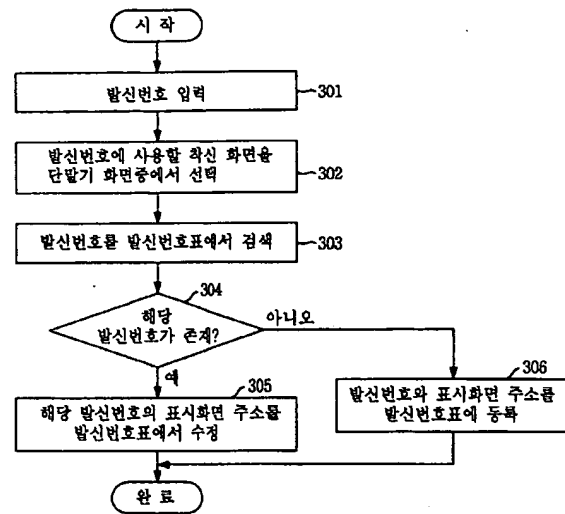 시 작
발신번호 입력
301
발신번호에 사용할 착신 화면을
단말기 화면중에서 선택
302
발신번호를 발신번호표에서 검색
303
304
해당
발신번호가 존재?
아니오
예
305
해당 발신번호의 표시화면 주소를
발신번호표에서 수정
306
발신번호와 표시화면 주소를
발신번호표에 등록
완 료